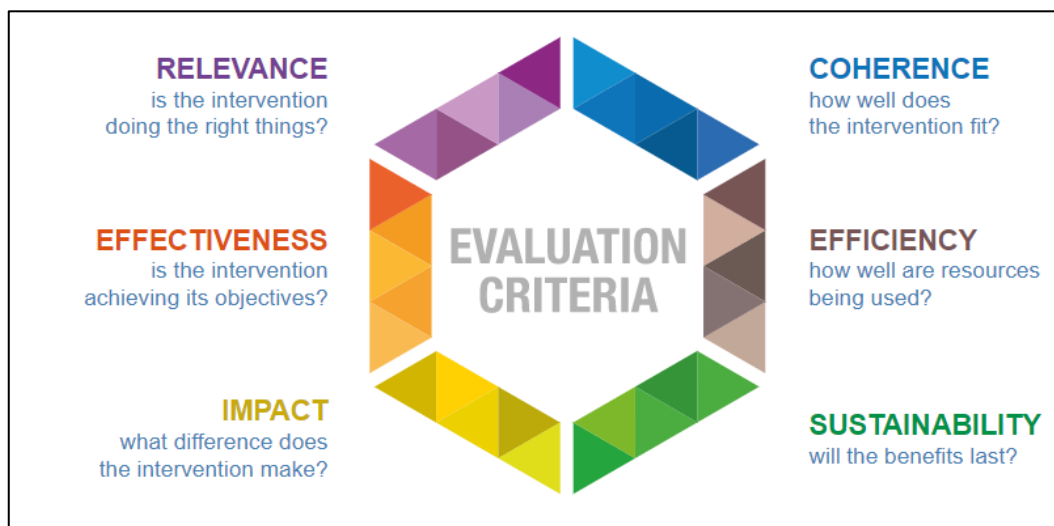 RELEVANCE
is the intervention
doing the right things?
COHERENCE
how well does
the intervention fit?
EFFECTIVENESS
is the intervention
achieving its objectives?
EVALUATION
CRITERIA
EFFICIENCY
how well are resources
being used?
IMPACT
what difference does
the intervention make?
SUSTAINABILITY
will the benefits last?